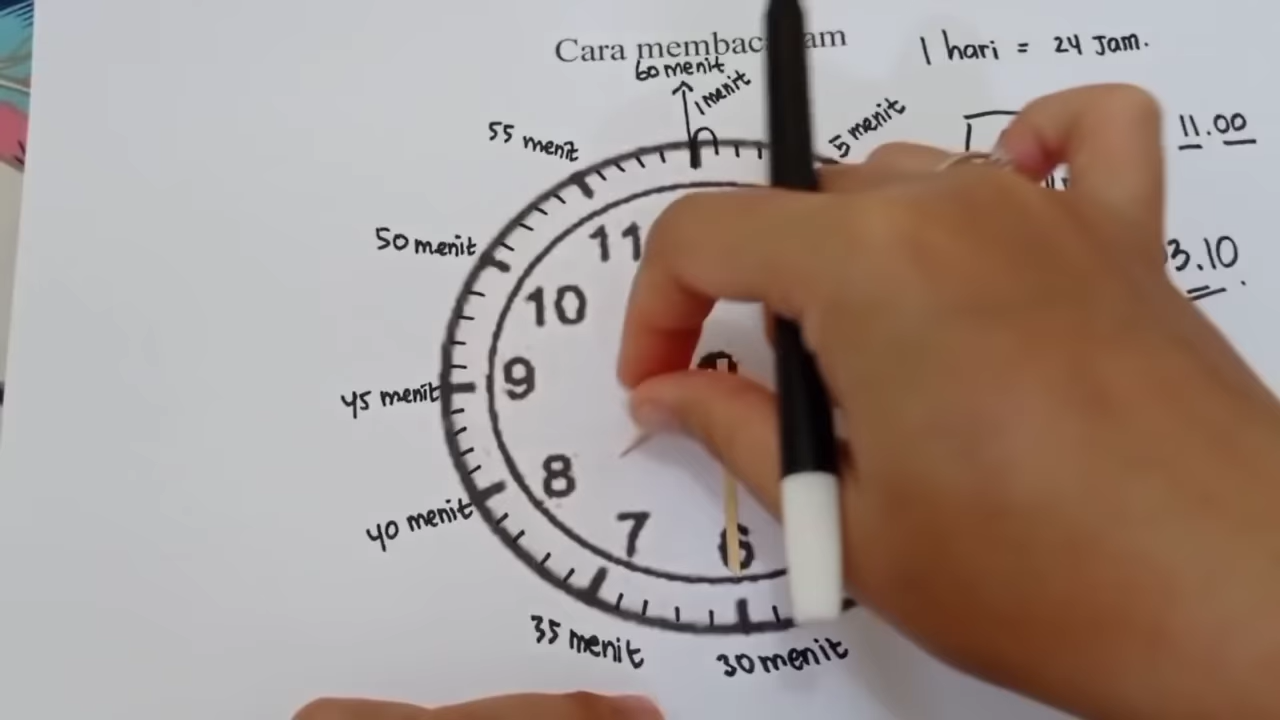 Cara membaca jam
1 hari = 24 Jam.
60 menit
1 menit
5 menit
55 menit
11.00
50 menit
11
3.10
10
45 menit
9
8
40 menit
7
6
35 menit
30 menit